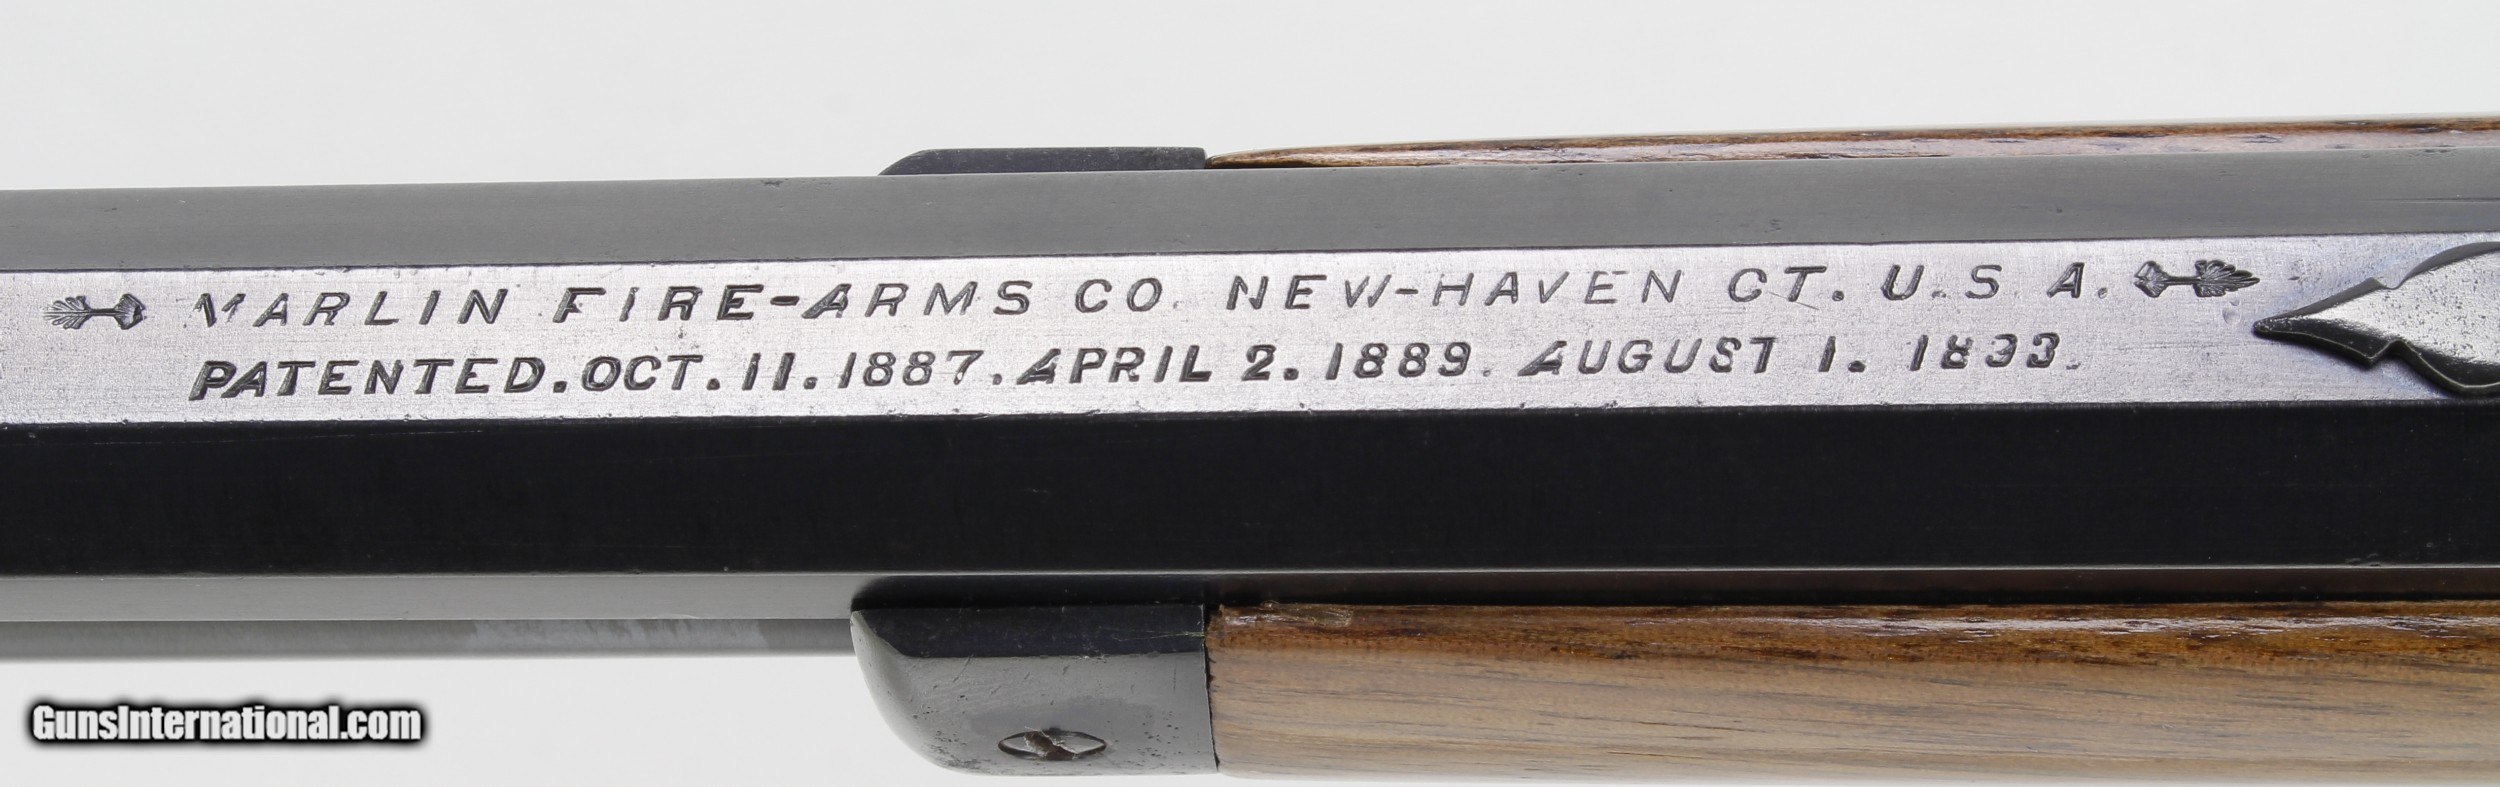 MARLIN FIRE-ARMS CO. NEW-HAVEN CT. U.S.A.
PATENTED. OCT. 11. 1887. APRIL 2. 1889. AUGUST 1. 1893.
GunsInternational.com